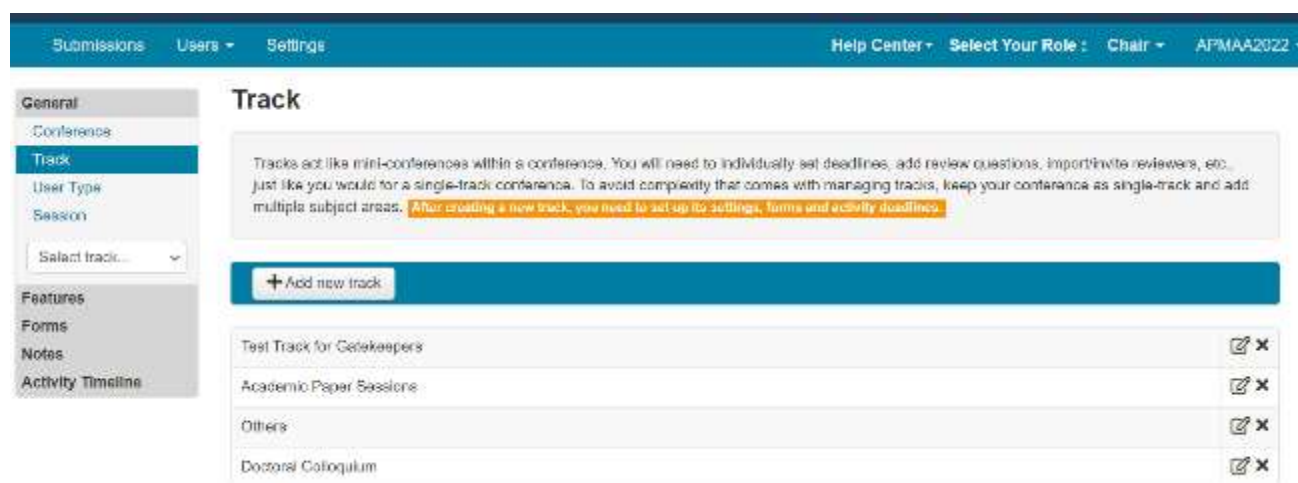 Submissions Users Settings Help Center Select Your Role : Chair APMAA2022
General
Conference
Track
User Type
Session
Select track...
Features
Forms
Notes
Activity Timeline
Track
Tracks act like mini-conferences within a conference. You will need to individually set deadlines, add review questions, import/invite reviewers, etc.,
just like you would for a single-track conference. To avoid complexity that comes with managing tracks, keep your conference as single-track and add
multiple subject areas. After creating a new track, you need to set up its settings, forms and activity deadlines.
+ Add new track
Test Track for Gatekeepers
Academic Paper Sessions
Others
Doctoral Colloquium